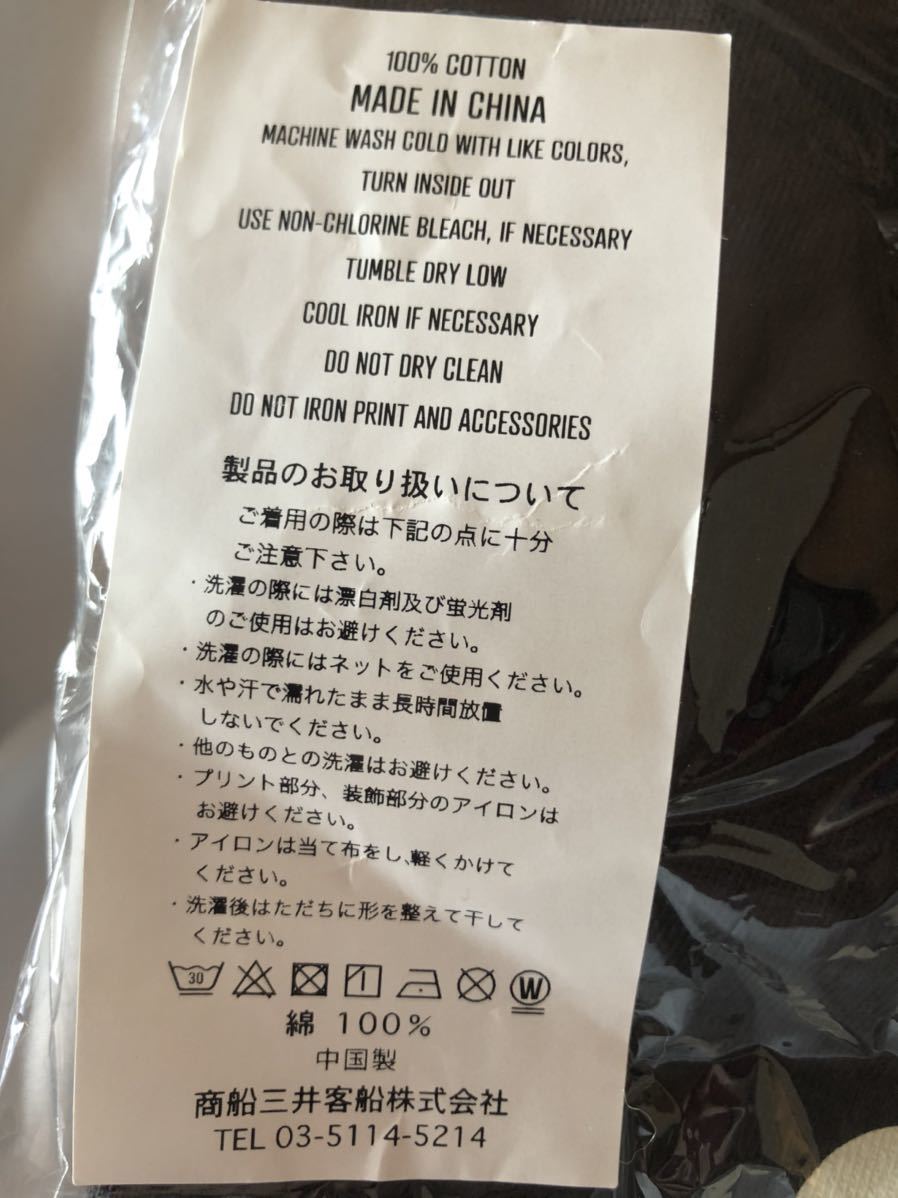 100% COTTON
MADE IN CHINA
MACHINE WASH COLD WITH LIKE COLORS,
TURN INSIDE OUT
USE NON-CHLORINE BLEACH, IF NECESSARY
TUMBLE DRY LOW
COOL IRON IF NECESSARY
DO NOT DRY CLEAN
DO NOT IRON PRINT AND ACCESSORIES
製品のお取り扱いについて
ご着用の際は下記の点に十分
ご注意下さい。
・洗濯の際には漂白剤及び蛍光剤
のご使用はお避けください。
・洗濯の際にはネットをご使用ください。
・水や汗で濡れたまま長時間放置
しないでください。
・他のものとの洗濯はお避けください。
・プリント部分、装飾部分のアイロンは
お避けください。
・アイロンは当て布をし、軽くかけて
ください。
・洗濯後はただちに形を整えて干して
ください。
30 W
綿 100%
中国製
商船三井客船株式会社
TEL 03-5114-5214